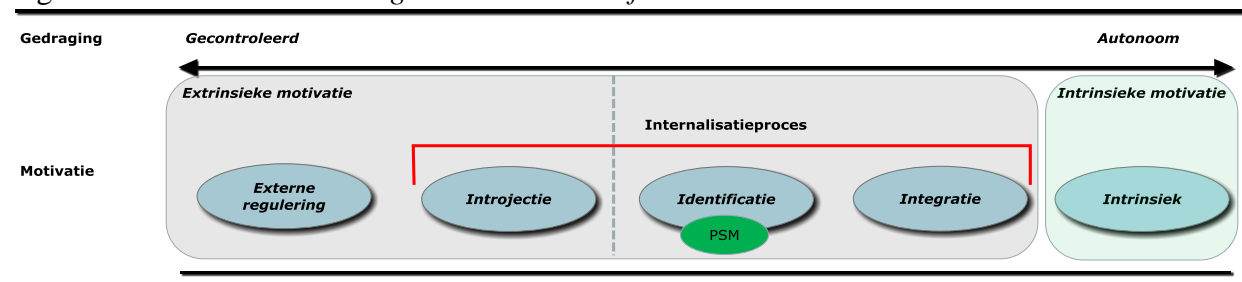 Gedraging
Gecontroleerd
Autonoom
Extrinsieke motivatie
Intrinsieke motivatie
Internalisatieproces
Motivatie
Externe
regulering
Introjectie
Identificatie
Integratie
Intrinsiek
PSM